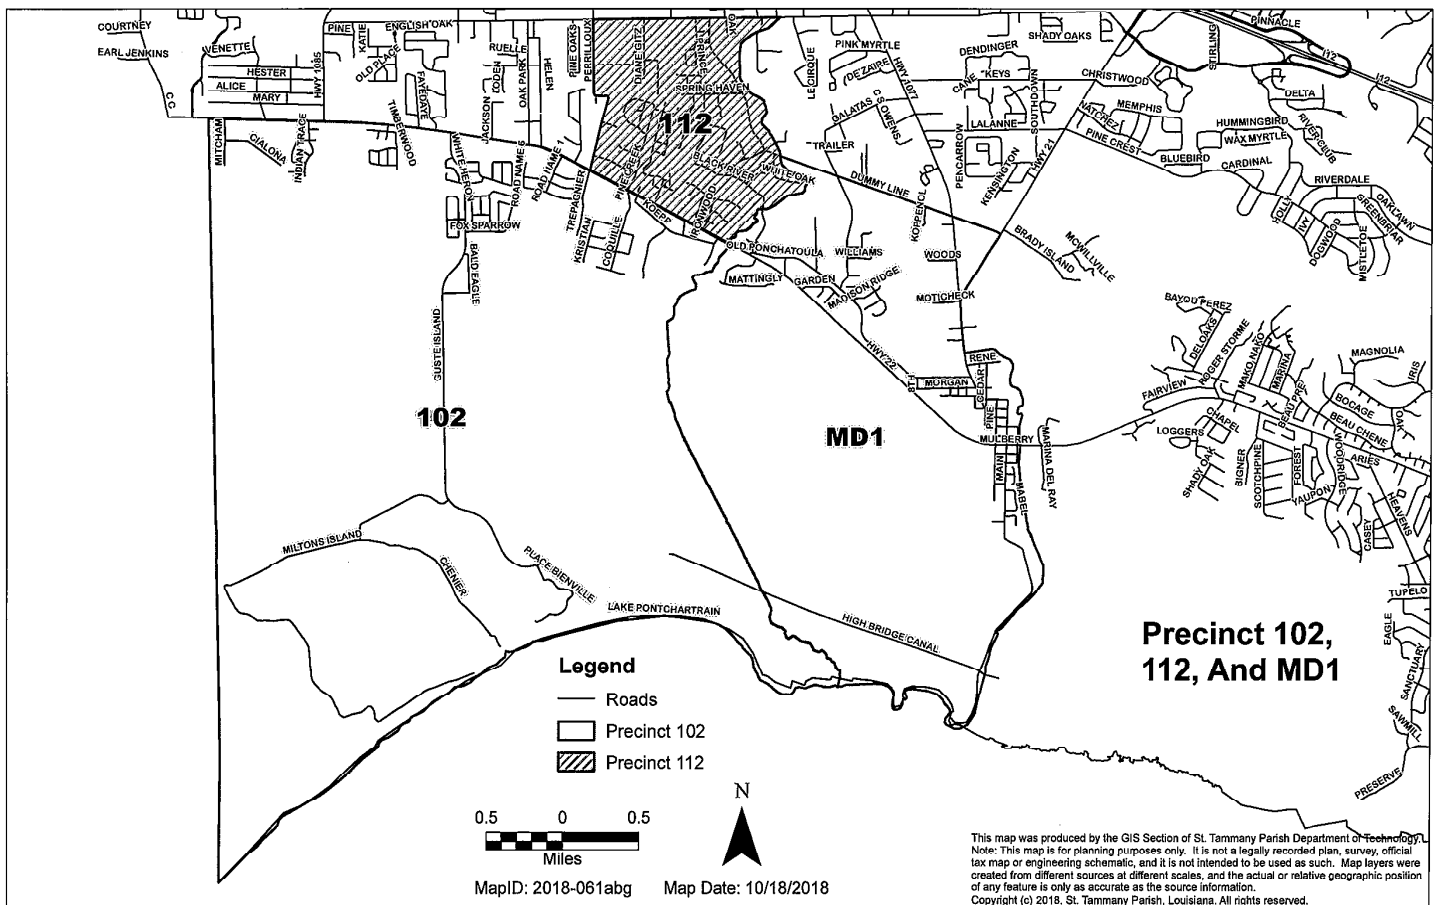 COURTNEY
EARL JENKINS
VENETTE
HESTER
ALICE
MARY
C C
HWY 1085
PINE
KATIE
ENGLISH OAK
OLD PLACE
FAYEDAYE
TIMBERWOOD
RUELLE
JACKSON
CODEN
OAK PARK
HELEN
PINE OAKS
PERRILLOUX
DIAMEGITZ
PRINCE
OAK
SPRING HAVEN
112
BLACK RIVER
WHITE OAK
PINE CREEK
IRONWOOD
KOEPP
MITCHAM
CIALONA
INDIAN TRACE
WHITE HERON
ROAD NAME 6
ROAD NAME 1
TREPAGNIER
KRISTIAN
COQUILLE
FOX SPARROW
BALD EAGLE
GUSTE ISLAND
LE CIRQUE
PINK MYRTLE
DEZAIRE
HWY 1077
GALATAS
C S OWENS
TRAILER
DUMMY LINE
DENDINGER
CANE
KEYS
SHADY OAKS
SOUTHDOWN
LALANNE
PENCARROW
KENSINGTON
HWY 21
CHRISTWOOD
STIRLING
PINNACLE
I12
I12
DELTA
NATCHEZ
MEMPHIS
PINE CREST
HUMMINGBIRD
WAX MYRTLE
RIVERCLUB
BLUEBIRD
CARDINAL
RIVERDALE
OAKLAWN
GREENBRIAR
JOLLY
IVY
DOGWOOD
MISTLETOE
KOPPENOL
WOODS
MOTICHECK
BRADY ISLAND
MCWILLVILLE
OLD PONCHATOULA
MATTINGLY
GARDEN
WILLIAMS
MADISON RIDGE
HWY 22
8TH
MORGAN
RENE
CEDAR
PINE
MULBERRY
MAIN
MABEL
MARINA DEL RAY
BAYOU PEREZ
DELOAKS
ROGER STORME
MAKO NAKO
MARINA
FAIRVIEW
BEAU PRE
CHAPEL
LOGGERS
SHADY OAK
SIGNER
SCOTCHPINE
FOREST
YAUPON
WOODRIDGE
MAGNOLIA
IRIS
BOCAGE
OAK
BEAU CHENE
ARIES
HEAVENS
CASEY
TUPELO
EAGLE
SANCTUARY
SAWMILL
PRESERVE
102
MD1
MILTONS ISLAND
CHENIER
PLACE BIENVILLE
LAKE PONTCHARTRAIN
HIGH BRIDGE CANAL
Precinct 102,
112, And MD1
Legend
Roads
Precinct 102
Precinct 112
N
0.5 0 0.5
Miles
MapID: 2018-061abg Map Date: 10/18/2018
This map was produced by the GIS Section of St. Tammany Parish Department of Technology.
Note: This map is for planning purposes only. It is not a legally recorded plan, survey, official
tax map or engineering schematic, and it is not intended to be used as such. Map layers were
created from different sources at different scales, and the actual or relative geographic position
of any feature is only as accurate as the source information.
Copyright (c) 2018, St. Tammany Parish, Louisiana. All rights reserved.